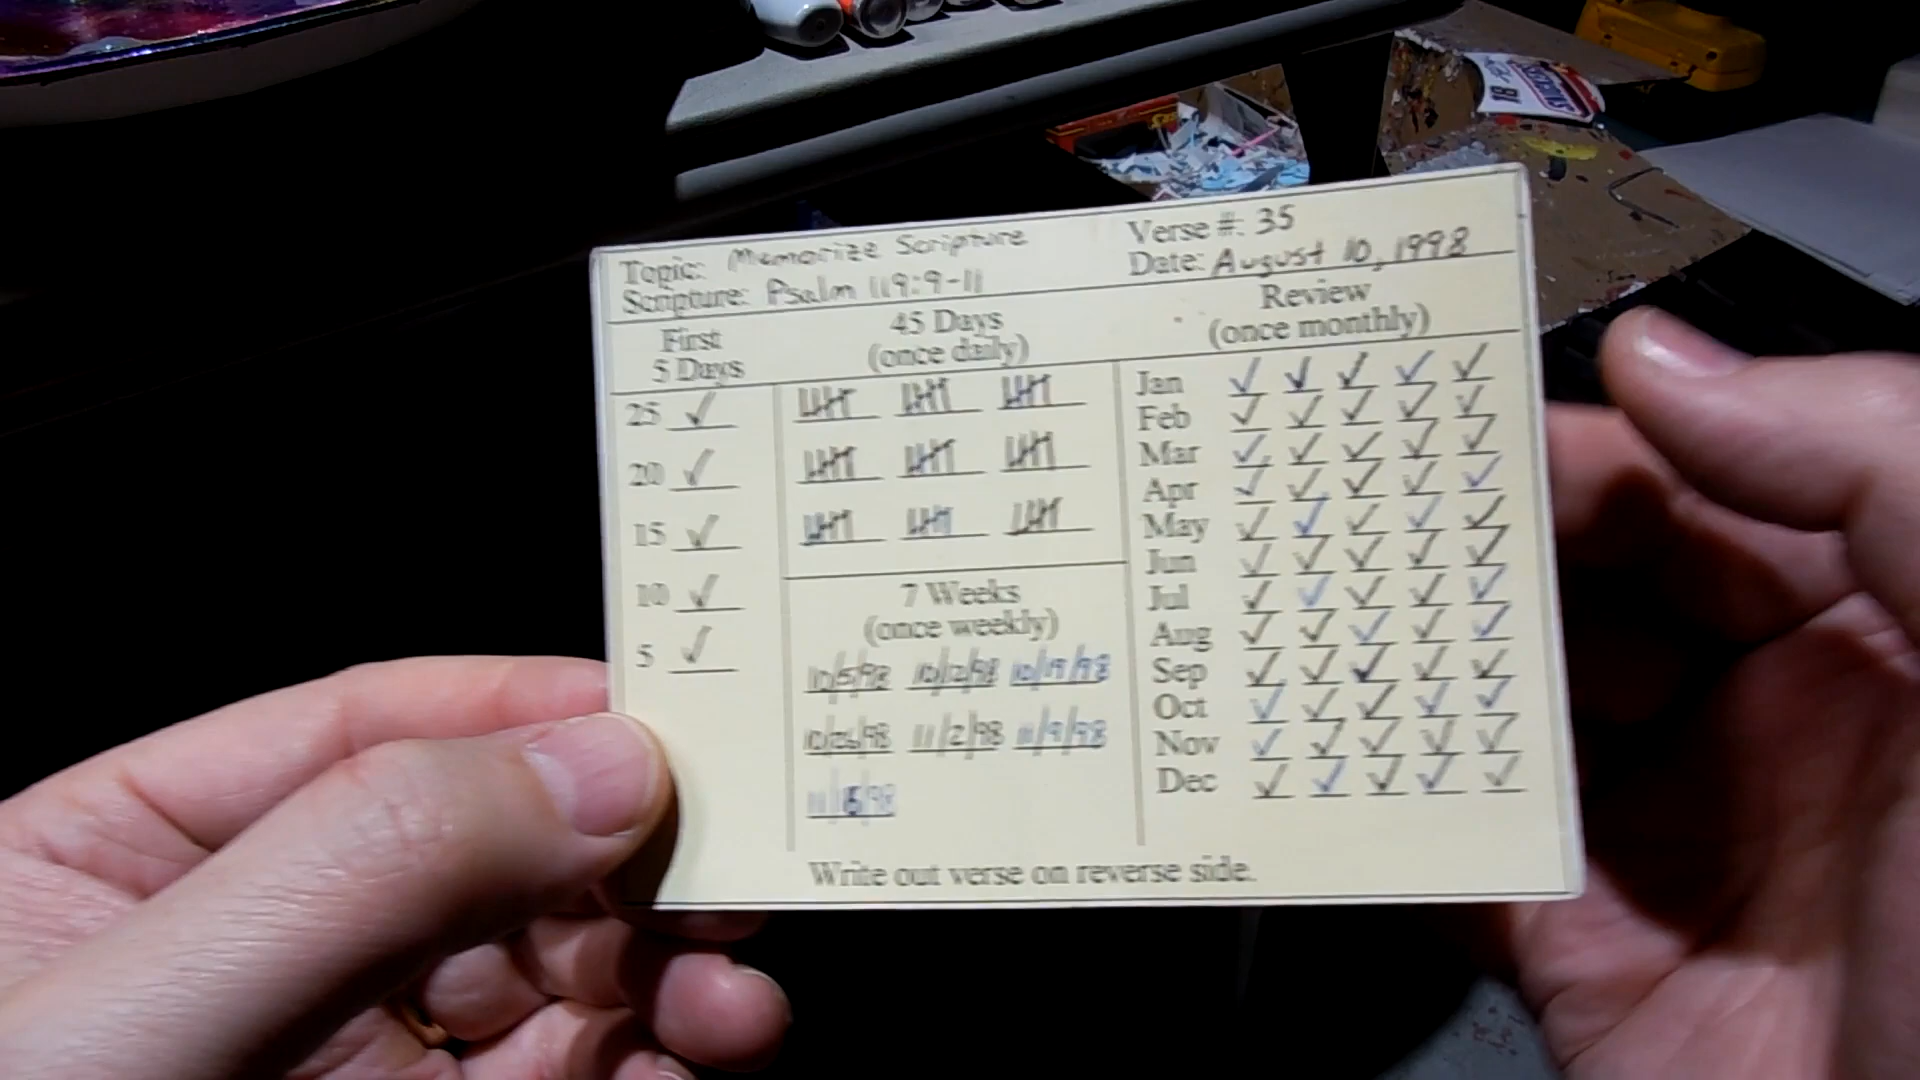 Topic: Memorize Scripture
Verse #: 35
Scripture: Psalm 119:9-11
Date: August 10, 1998
First
5 Days
45 Days
(once daily)
Review
(once monthly)
25 ✓
20 ✓
15 ✓
10 ✓
5 ✓
7 Weeks
(once weekly)
10/5/98 10/12/98 10/19/98
10/26/98 11/2/98 11/9/98
Jan ✓ ✓ ✓ ✓ ✓
Feb ✓ ✓ ✓ ✓ ✓
Mar ✓ ✓ ✓ ✓ ✓
Apr ✓ ✓ ✓ ✓ ✓
May ✓ ✓ ✓ ✓ ✓
Jun ✓ ✓ ✓ ✓ ✓
Jul ✓ ✓ ✓ ✓ ✓
Aug ✓ ✓ ✓ ✓ ✓
Sep ✓ ✓ ✓ ✓ ✓
Oct ✓ ✓ ✓ ✓ ✓
Nov ✓ ✓ ✓ ✓ ✓
Dec ✓ ✓ ✓ ✓ ✓
Write out verse on reverse side.
18